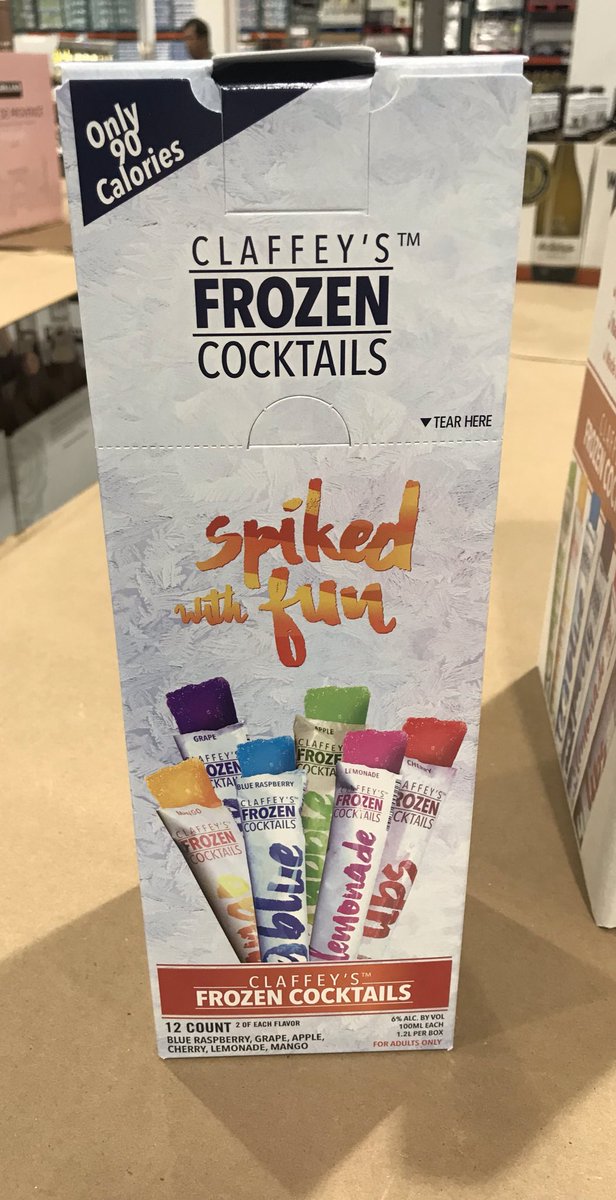 Only
90
Calories
CLAFFEY'S™
FROZEN
COCKTAILS
▼TEAR HERE
spiked
with fun
GRAPE
APPLE
CLAFFEY'S
FROZEN
BLUE RASPBERRY
CLAFFEY'S
FROZEN
COCKTAILS
blue
LEMONADE
CLAFFEY'S
FROZEN
COCKTAILS
lemonade
CHERRY
FROZEN
COCKTAILS
MANGO
CLAFFEY'S
FROZEN
COCKTAILS
CLAFFEY'S™
FROZEN COCKTAILS
12 COUNT 2 OF EACH FLAVOR
BLUE RASPBERRY, GRAPE, APPLE,
CHERRY, LEMONADE, MANGO
6% ALC. BY VOL
100ML EACH
1.2L PER BOX
FOR ADULTS ONLY